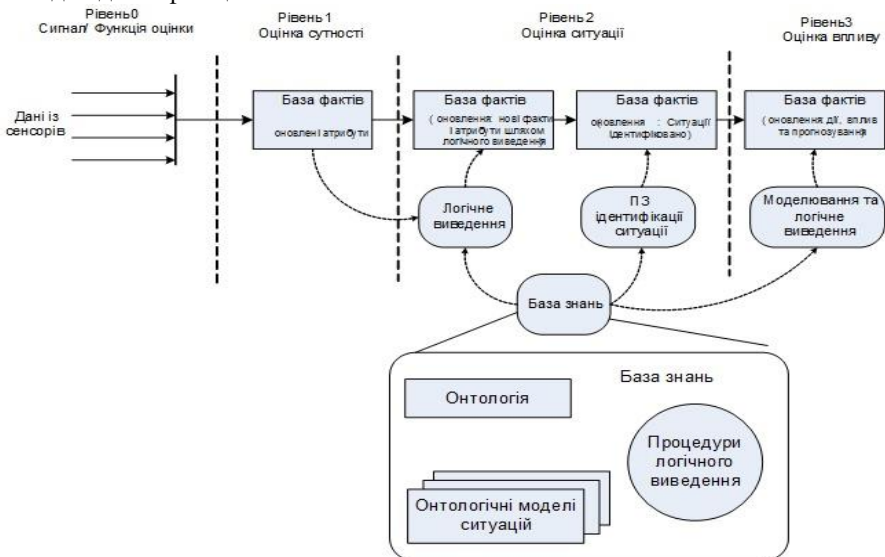 Рівень0
Сигнал/ Функція оцінки
Рівень1
Оцінка сутності
Рівень2
Оцінка ситуації
Рівень3
Оцінка впливу
Дані із
сенсорів
База фактів
оновлені атрибути
База фактів
( оновлення нові факти
і атрибути шляхом
логічного виведення)
База фактів
оновлення : Ситуації
ідентифіковано)
База фактів
(оновлення дії, вплив
та прогнозування)
Логічне
виведення
ПЗ
ідентифікації
ситуації
Моделювання та
логічне
виведення
База знань
База знань
Онтологія
Процедури
логічного
виведення
Онтологічні моделі
ситуацій